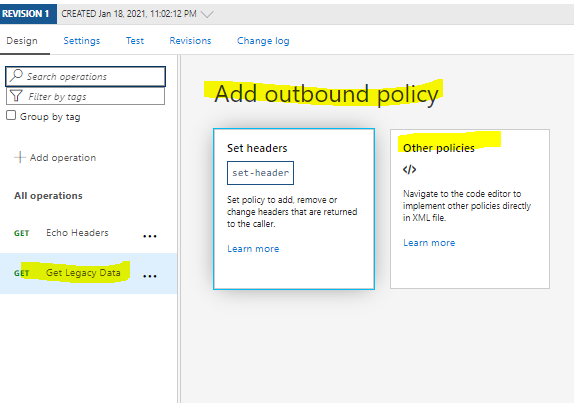 REVISION 1 CREATED Jan 18, 2021, 11:02:12 PM
Design Settings Test Revisions Change log
Search operations
Filter by tags
Group by tag
+ Add operation
All operations
GET Echo Headers ...
GET Get Legacy Data ...
Add outbound policy
Set headers
set-header
Set policy to add, remove or
change headers that are returned
to the caller.
Learn more
Other policies
</>
Navigate to the code editor to
implement other policies directly
in XML file.
Learn more